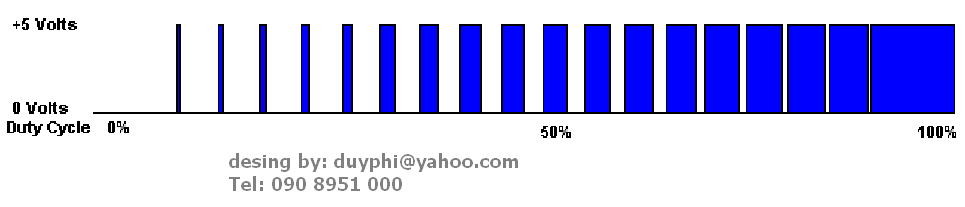 +5 Volts
0 Volts
Duty Cycle 0% 50% 100%
desing by: duyphi@yahoo.com
Tel: 090 8951 000